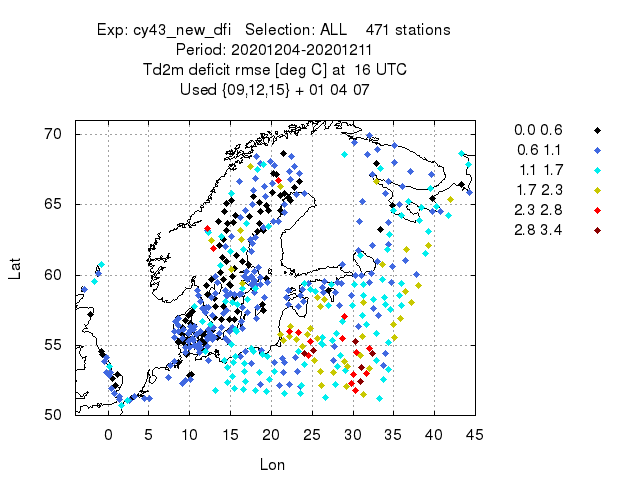 Exp: cy43_new_dfi   Selection: ALL    471 stations
Period: 20201204-20201211
Td2m deficit rmse [deg C] at  16 UTC
Used {09,12,15} + 01 04 07
0.0 0.6
0.6 1.1
1.1 1.7
1.7 2.3
2.3 2.8
2.8 3.4
70
65
60
55
50
Lat
0 5 10 15 20 25 30 35 40 45
Lon